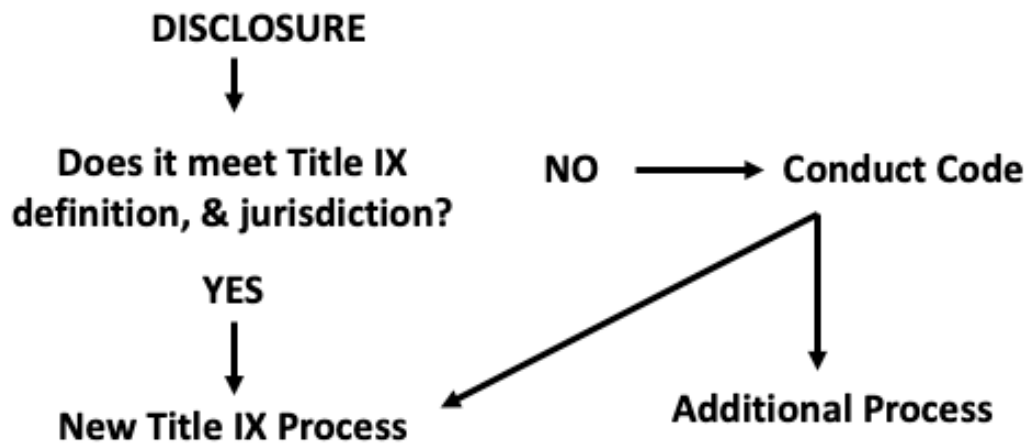 DISCLOSURE
Does it meet Title IX
definition, & jurisdiction?
NO
Conduct Code
YES
New Title IX Process
Additional Process